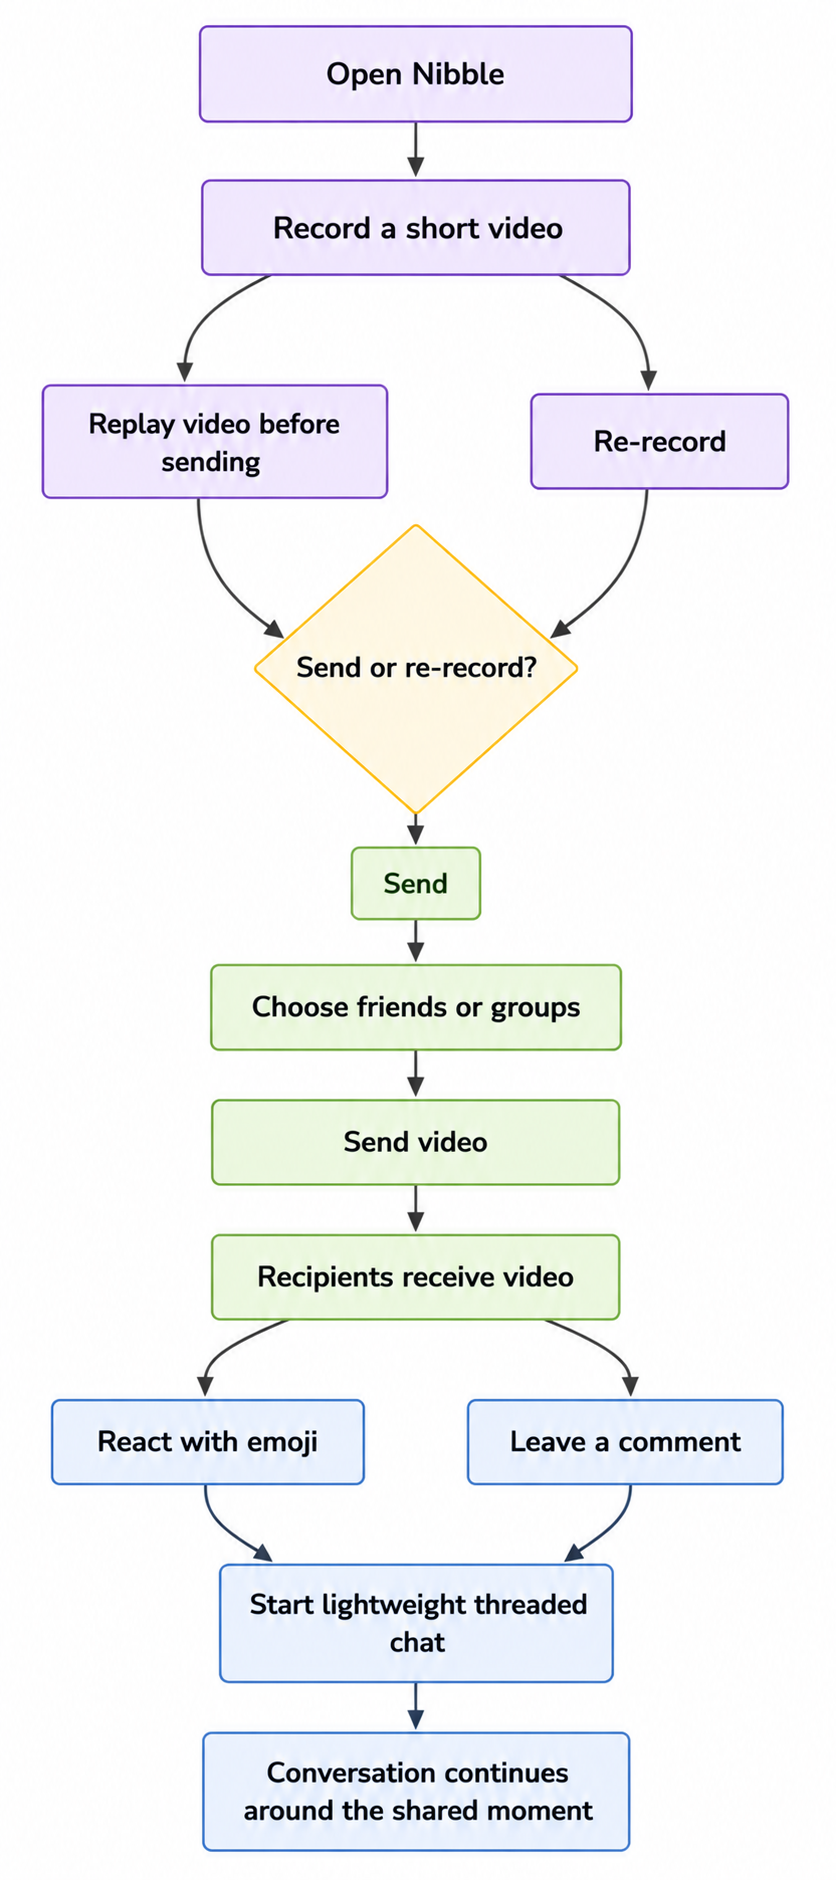 Open Nibble
Record a short video
Replay video before
sending
Re-record
Send or re-record?
Send
Choose friends or groups
Send video
Recipients receive video
React with emoji
Leave a comment
Start lightweight threaded
chat
Conversation continues
around the shared moment